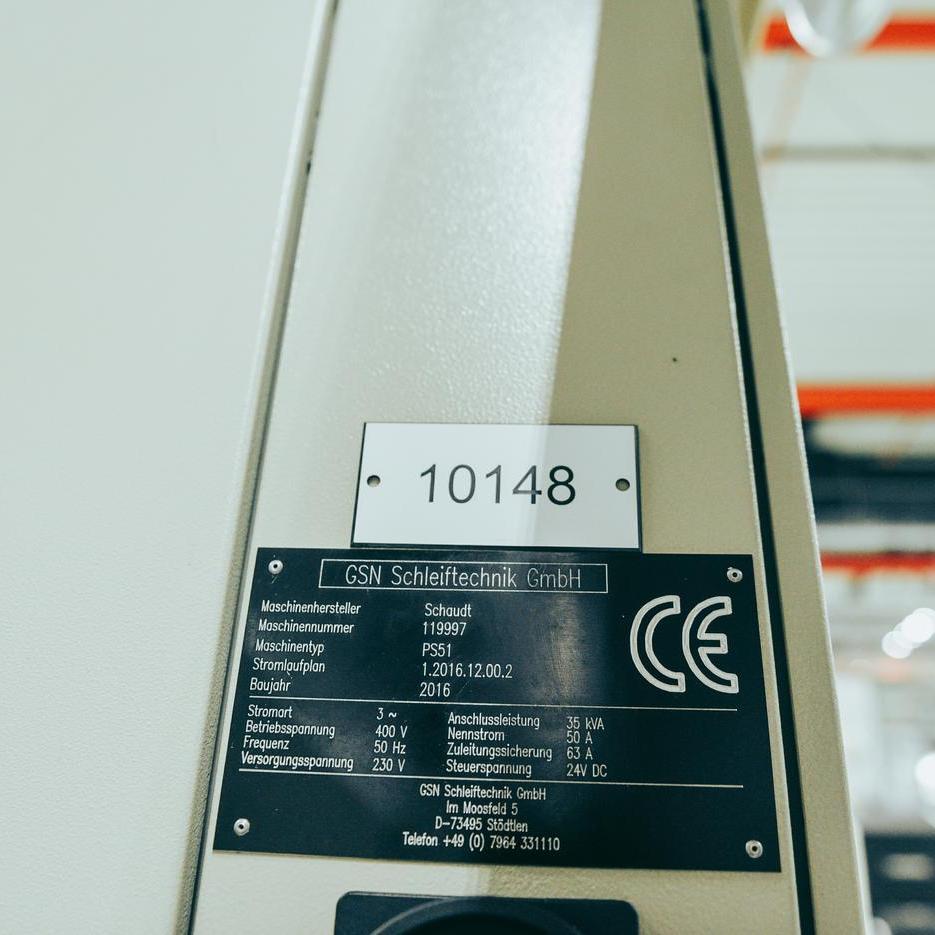 10148
GSN Schleiftechnik GmbH
Maschinenhersteller Schaudt
Maschinennummer 119997
Maschinentyp PS51
Stromlaufplan 1.2016.12.00.2
Baujahr 2016
CE
Stromart 3 ~ Anschlussleistung 35 kVA
Betriebsspannung 400 V Nennstrom 50 A
Frequenz 50 Hz Zuleitungssicherung 63 A
Versorgungsspannung 230 V Steuerspannung 24V DC
GSN Schleiftechnik GmbH
Im Moosfeld 5
D-73495 Stödtlen
Telefon +49 (0) 7964 331110